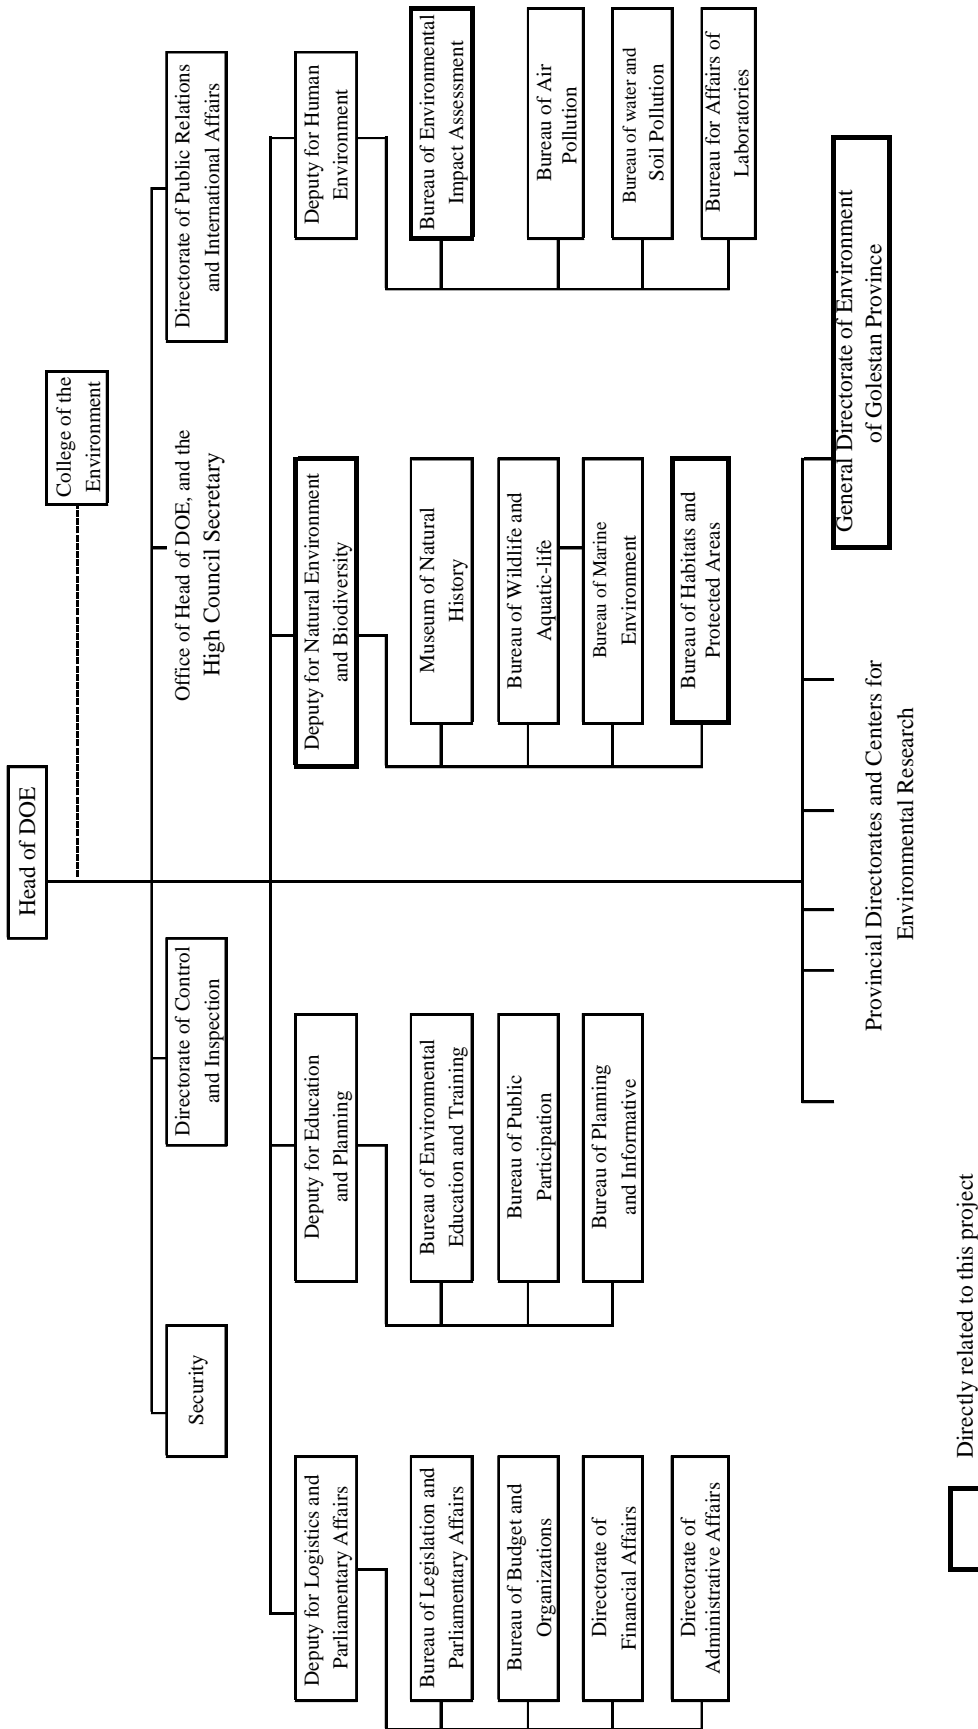 Head of DOE
College of the
Environment
Security
Directorate of Control
and Inspection
Office of Head of DOE, and the
High Council Secretary
Directorate of Public Relations
and International Affairs
Deputy for Logistics and
Parliamentary Affairs
Bureau of Legislation and
Parliamentary Affairs
Bureau of Budget and
Organizations
Directorate of
Financial Affairs
Directorate of
Administrative Affairs
Deputy for Education
and Planning
Bureau of Environmental
Education and Training
Bureau of Public
Participation
Bureau of Planning
and Informative
Deputy for Natural Environment
and Biodiversity
Museum of Natural
History
Bureau of Wildlife and
Aquatic-life
Bureau of Marine
Environment
Bureau of Habitats and
Protected Areas
Deputy for Human
Environment
Bureau of Environmental
Impact Assessment
Bureau of Air
Pollution
Bureau of water and
Soil Pollution
Bureau for Affairs of
Laboratories
Provincial Directorates and Centers for
Environmental Research
General Directorate of Environment
of Golestan Province
Directly related to this project